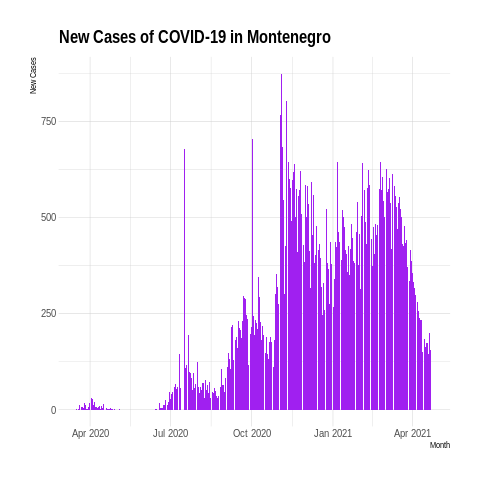 New Cases of COVID-19 in Montenegro
New Cases
750
500
250
0
Apr 2020 Jul 2020 Oct 2020 Jan 2021 Apr 2021
Month